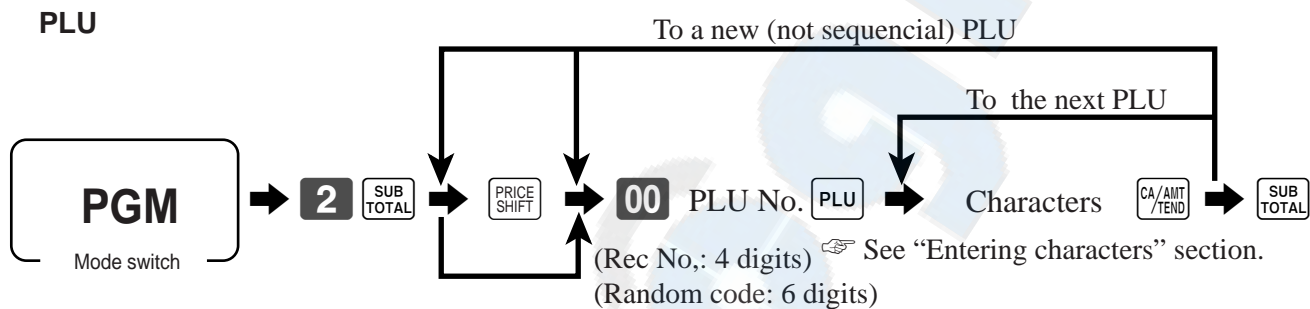 PLU
To a new (not sequencial) PLU
To the next PLU
PGM
Mode switch
2 SUB TOTAL PRICE SHIFT 00 PLU No. PLU Characters CA/AMT/TEND SUB TOTAL
(Rec No,: 4 digits) ☞ See “Entering characters” section.
(Random code: 6 digits)